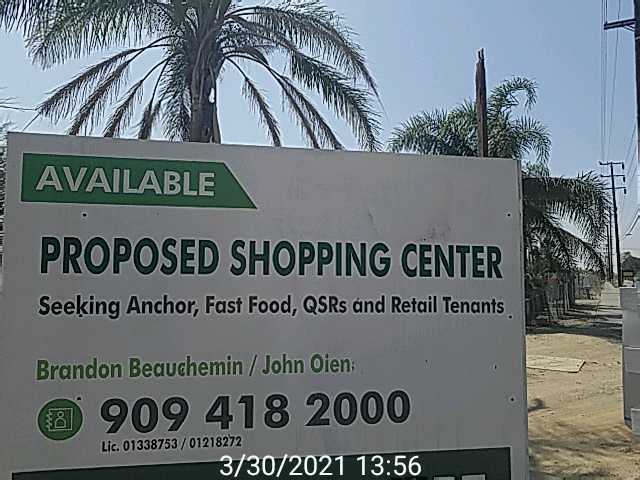 AVAILABLE
PROPOSED SHOPPING CENTER
Seeking Anchor, Fast Food, QSRs and Retail Tenants
Brandon Beauchemin / John Oien
909 418 2000
Lic. 01338753 / 01218272
3/30/2021 13:56